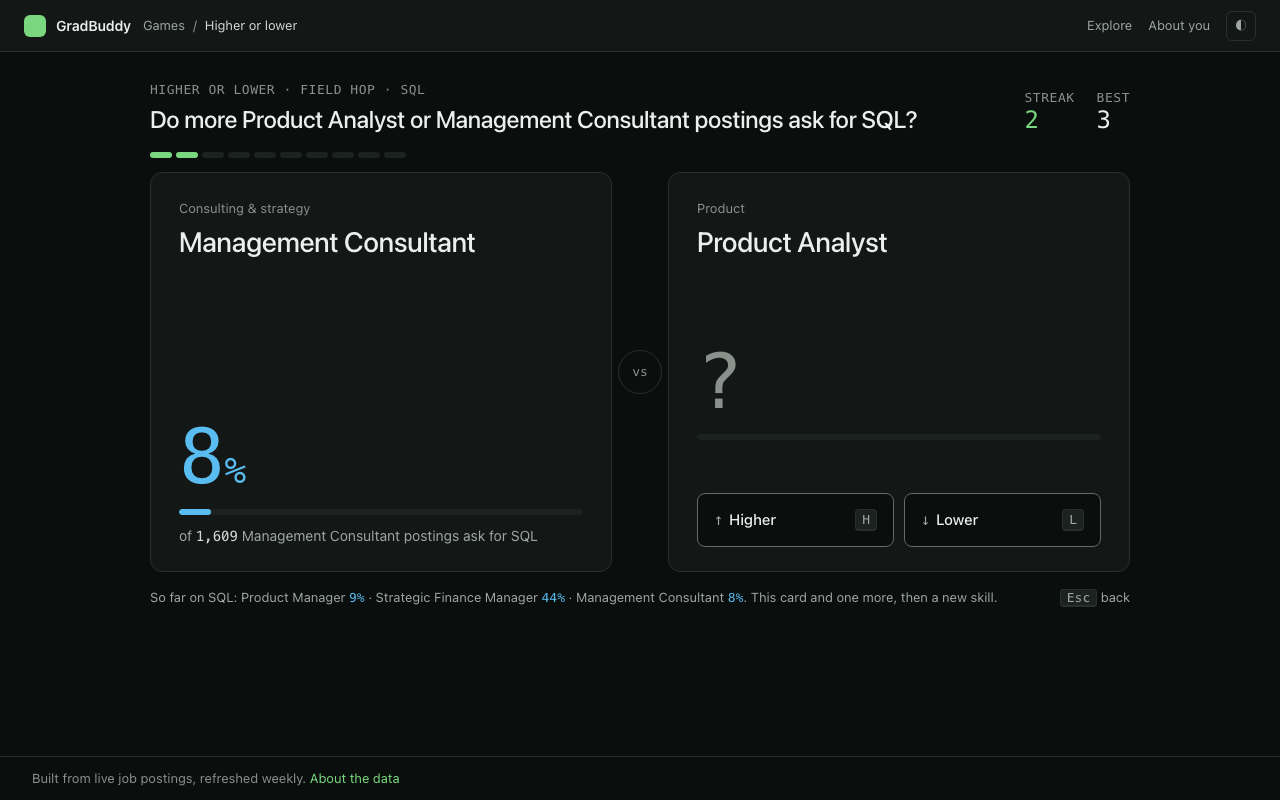 GradBuddy Games / Higher or lower Explore About you
HIGHER OR LOWER · FIELD HOP · SQL
Do more Product Analyst or Management Consultant postings ask for SQL?
STREAK BEST
2 3
Consulting & strategy
Management Consultant
8%
of 1,609 Management Consultant postings ask for SQL
vs
Product
Product Analyst
?
↑ Higher H
↓ Lower L
So far on SQL: Product Manager 9% · Strategic Finance Manager 44% · Management Consultant 8%. This card and one more, then a new skill.
Esc back
Built from live job postings, refreshed weekly. About the data